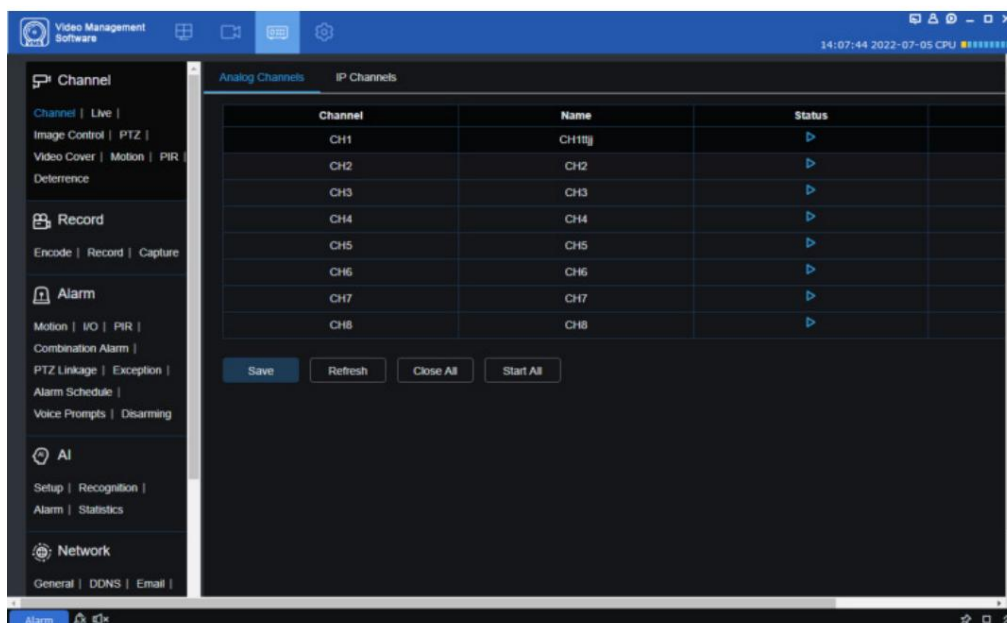 Video Management
Software
14:07:44 2022-07-05 CPU
Channel
Channel | Live |
Image Control | PTZ |
Video Cover | Motion | PIR |
Deterrence
Record
Encode | Record | Capture
Alarm
Motion | I/O | PIR |
Combination Alarm |
PTZ Linkage | Exception |
Alarm Schedule |
Voice Prompts | Disarming
AI
Setup | Recognition |
Alarm | Statistics
Network
General | DDNS | Email |
Analog Channels IP Channels
Channel Name Status
CH1 CH1ttjj
CH2 CH2
CH3 CH3
CH4 CH4
CH5 CH5
CH6 CH6
CH7 CH7
CH8 CH8
Save Refresh Close All Start All
Alarm